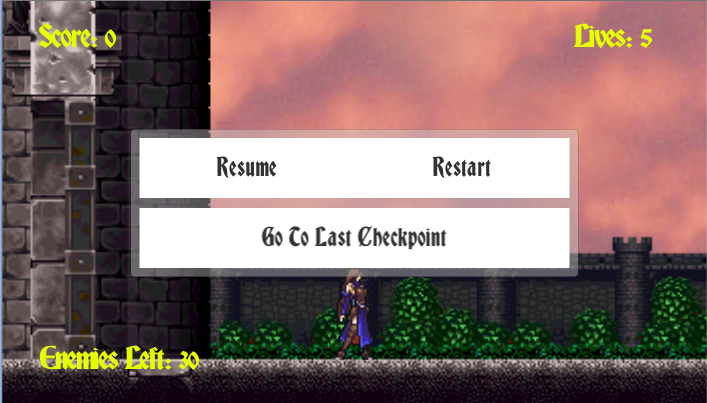 Score: 0
Lives: 5
Resume
Restart
Go To Last Checkpoint
Enemies Left: 30